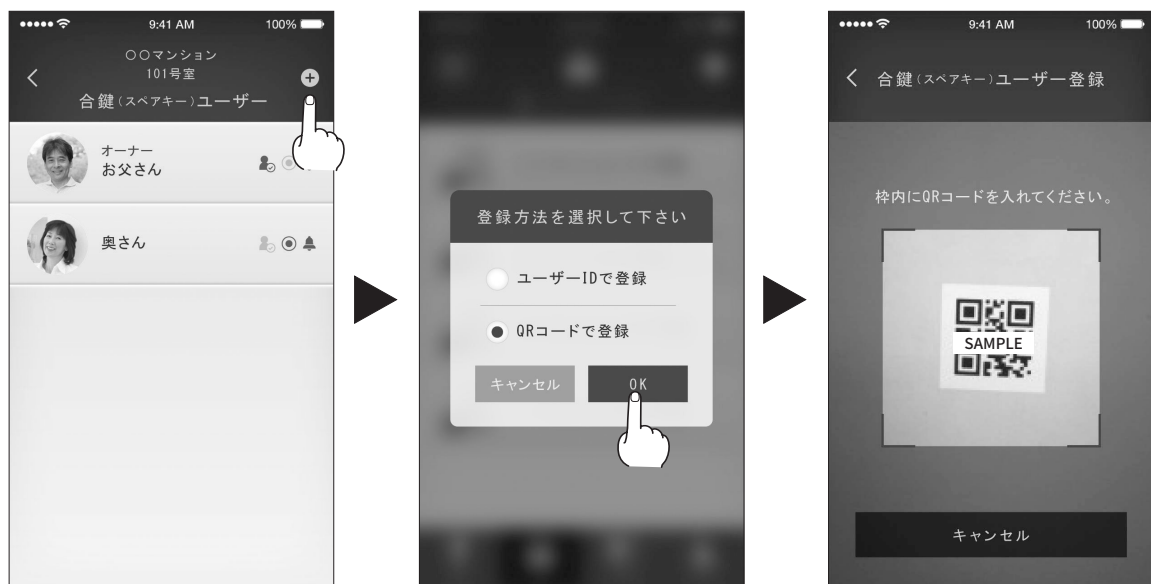 9:41 AM 100%
○○マンション
101号室
合鍵(スペアキー)ユーザー
オーナー
お父さん
奥さん
登録方法を選択して下さい
ユーザーIDで登録
QRコードで登録
キャンセル OK
9:41 AM 100%
合鍵(スペアキー)ユーザー登録
枠内にQRコードを入れてください。
SAMPLE
キャンセル